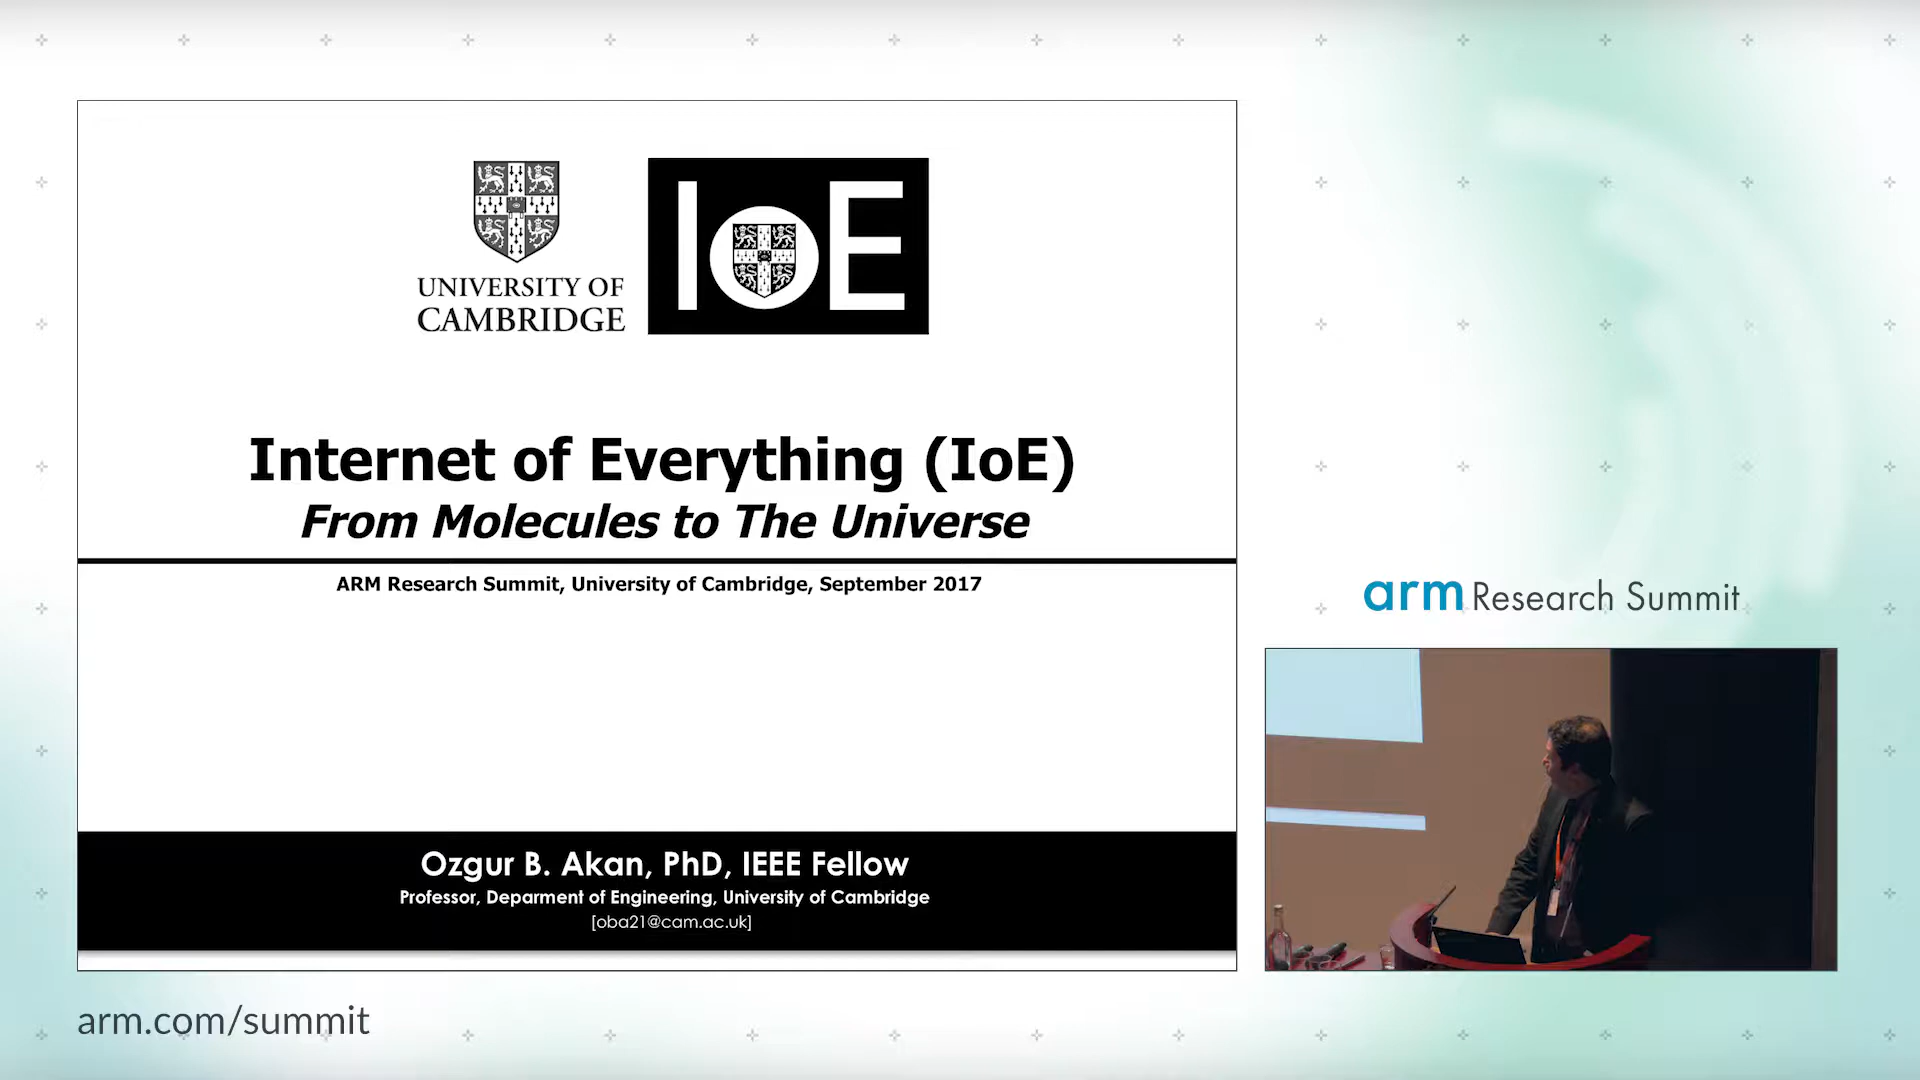 UNIVERSITY OF
CAMBRIDGE
IoE
Internet of Everything (IoE)
From Molecules to The Universe
ARM Research Summit, University of Cambridge, September 2017
Ozgur B. Akan, PhD, IEEE Fellow
Professor, Deparment of Engineering, University of Cambridge
[oba21@cam.ac.uk]
arm Research Summit
arm.com/summit